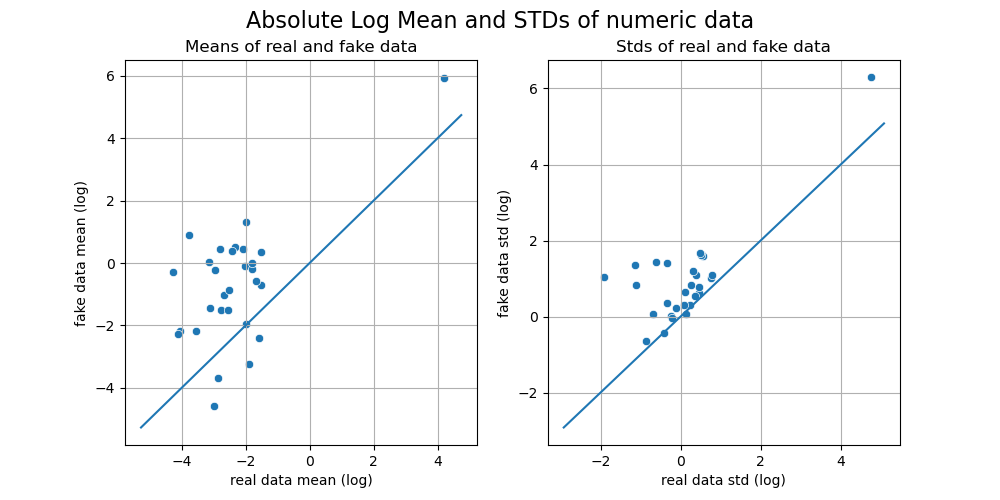 Absolute Log Mean and STDs of numeric data
Means of real and fake data
Stds of real and fake data
fake data mean (log)
6
4
2
0
−2
−4
−4
−2
0
2
4
real data mean (log)
fake data std (log)
6
4
2
0
−2
−2
0
2
4
real data std (log)